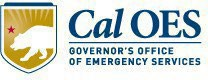 Cal OES
GOVERNOR'S OFFICE
OF EMERGENCY SERVICES